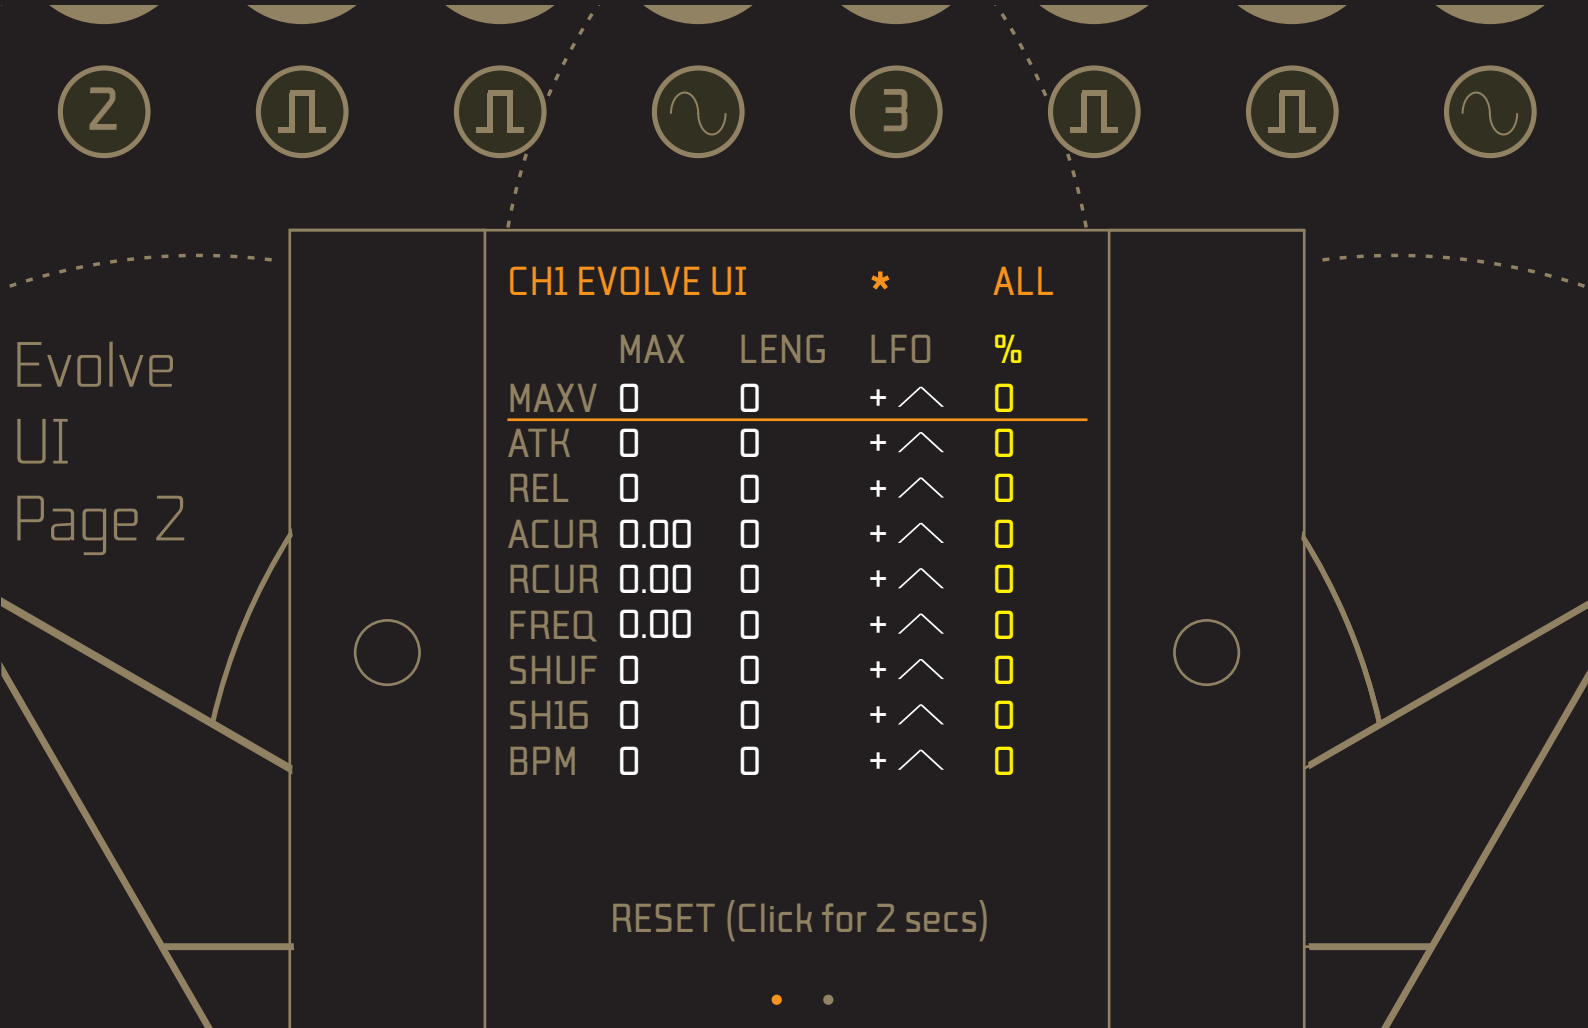 2 3
CH1 EVOLVE UI * ALL
MAX LENG LFO %
Evolve
UI
Page 2
MAXV 0 0 + 0
ATK 0 0 + 0
REL 0 0 + 0
ACUR 0.00 0 + 0
RCUR 0.00 0 + 0
FREQ 0.00 0 + 0
SHUF 0 0 + 0
SH16 0 0 + 0
BPM 0 0 + 0
RESET (Click for 2 secs)